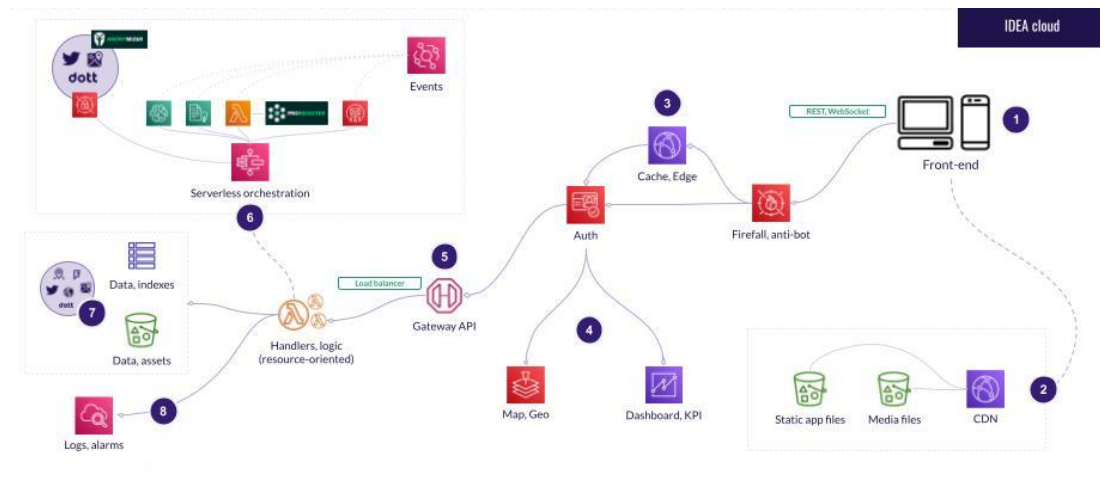 IDEA cloud
dott
Events
Serverless orchestration
6
3
Cache, Edge
REST, WebSocket
1
Front-end
Auth
Firefall, anti-bot
5
Load balancer
Gateway API
Data, indexes
dott
7
Data, assets
Handlers, logic
(resource-oriented)
4
Map, Geo
Dashboard, KPI
8
Logs, alarms
2
Static app files
Media files
CDN